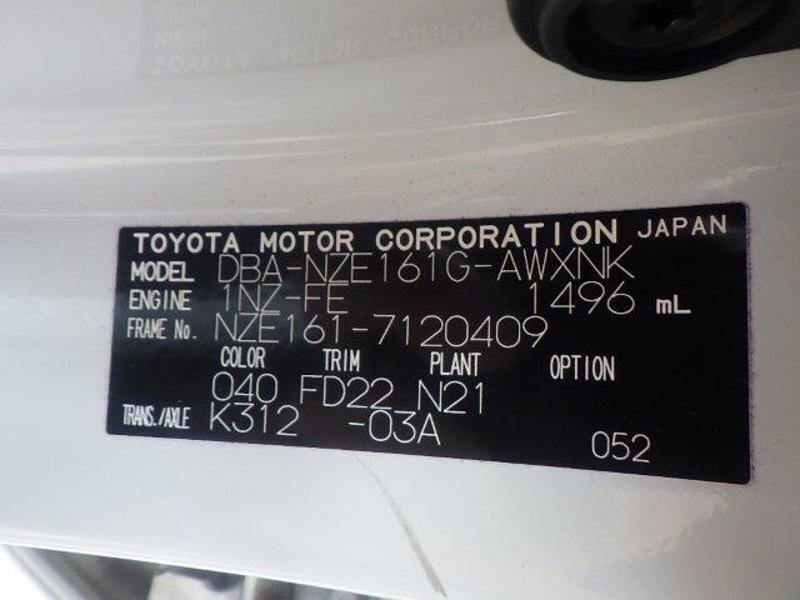 TOYOTA MOTOR CORPORATION JAPAN
MODEL DBA-NZE161G-AWXNK
ENGINE 1NZ-FE 1496 mL
FRAME No. NZE161-7120409
COLOR TRIM PLANT OPTION
040 FD22 N21
TRANS./AXLE K312 -03A
052